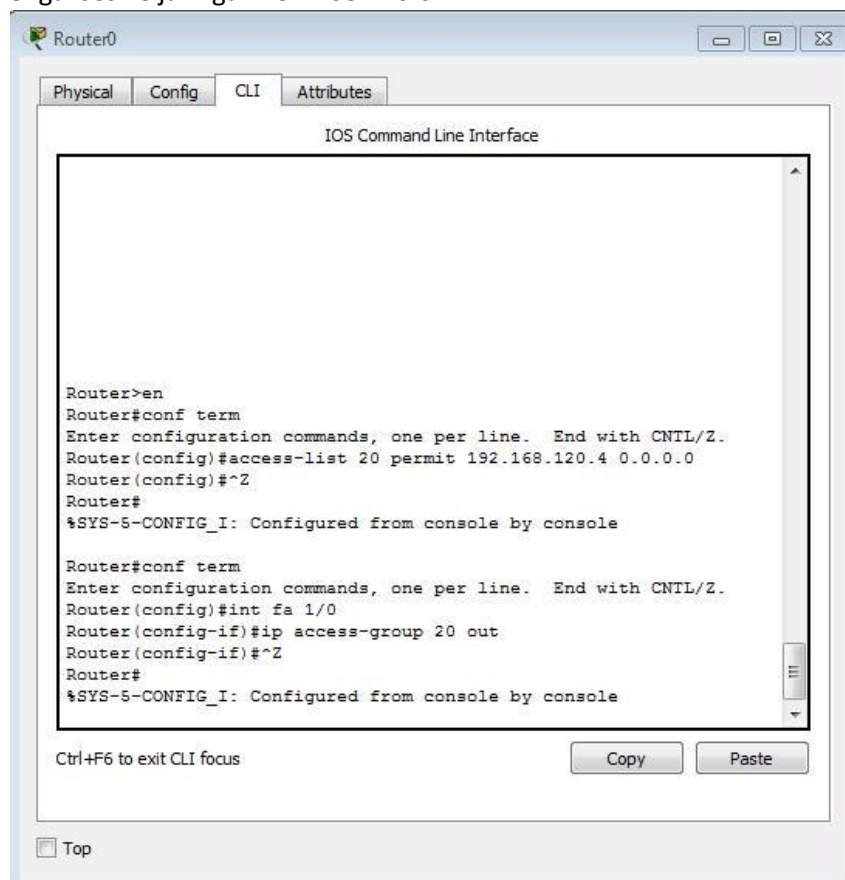 Router0
Physical Config CLI Attributes
IOS Command Line Interface
Router>en
Router#conf term
Enter configuration commands, one per line.  End with CNTL/Z.
Router(config)#access-list 20 permit 192.168.120.4 0.0.0.0
Router(config)#^Z
Router#
%SYS-5-CONFIG_I: Configured from console by console
Router#conf term
Enter configuration commands, one per line.  End with CNTL/Z.
Router(config)#int fa 1/0
Router(config-if)#ip access-group 20 out
Router(config-if)#^Z
Router#
%SYS-5-CONFIG_I: Configured from console by console
Ctrl+F6 to exit CLI focus
Copy Paste
Top